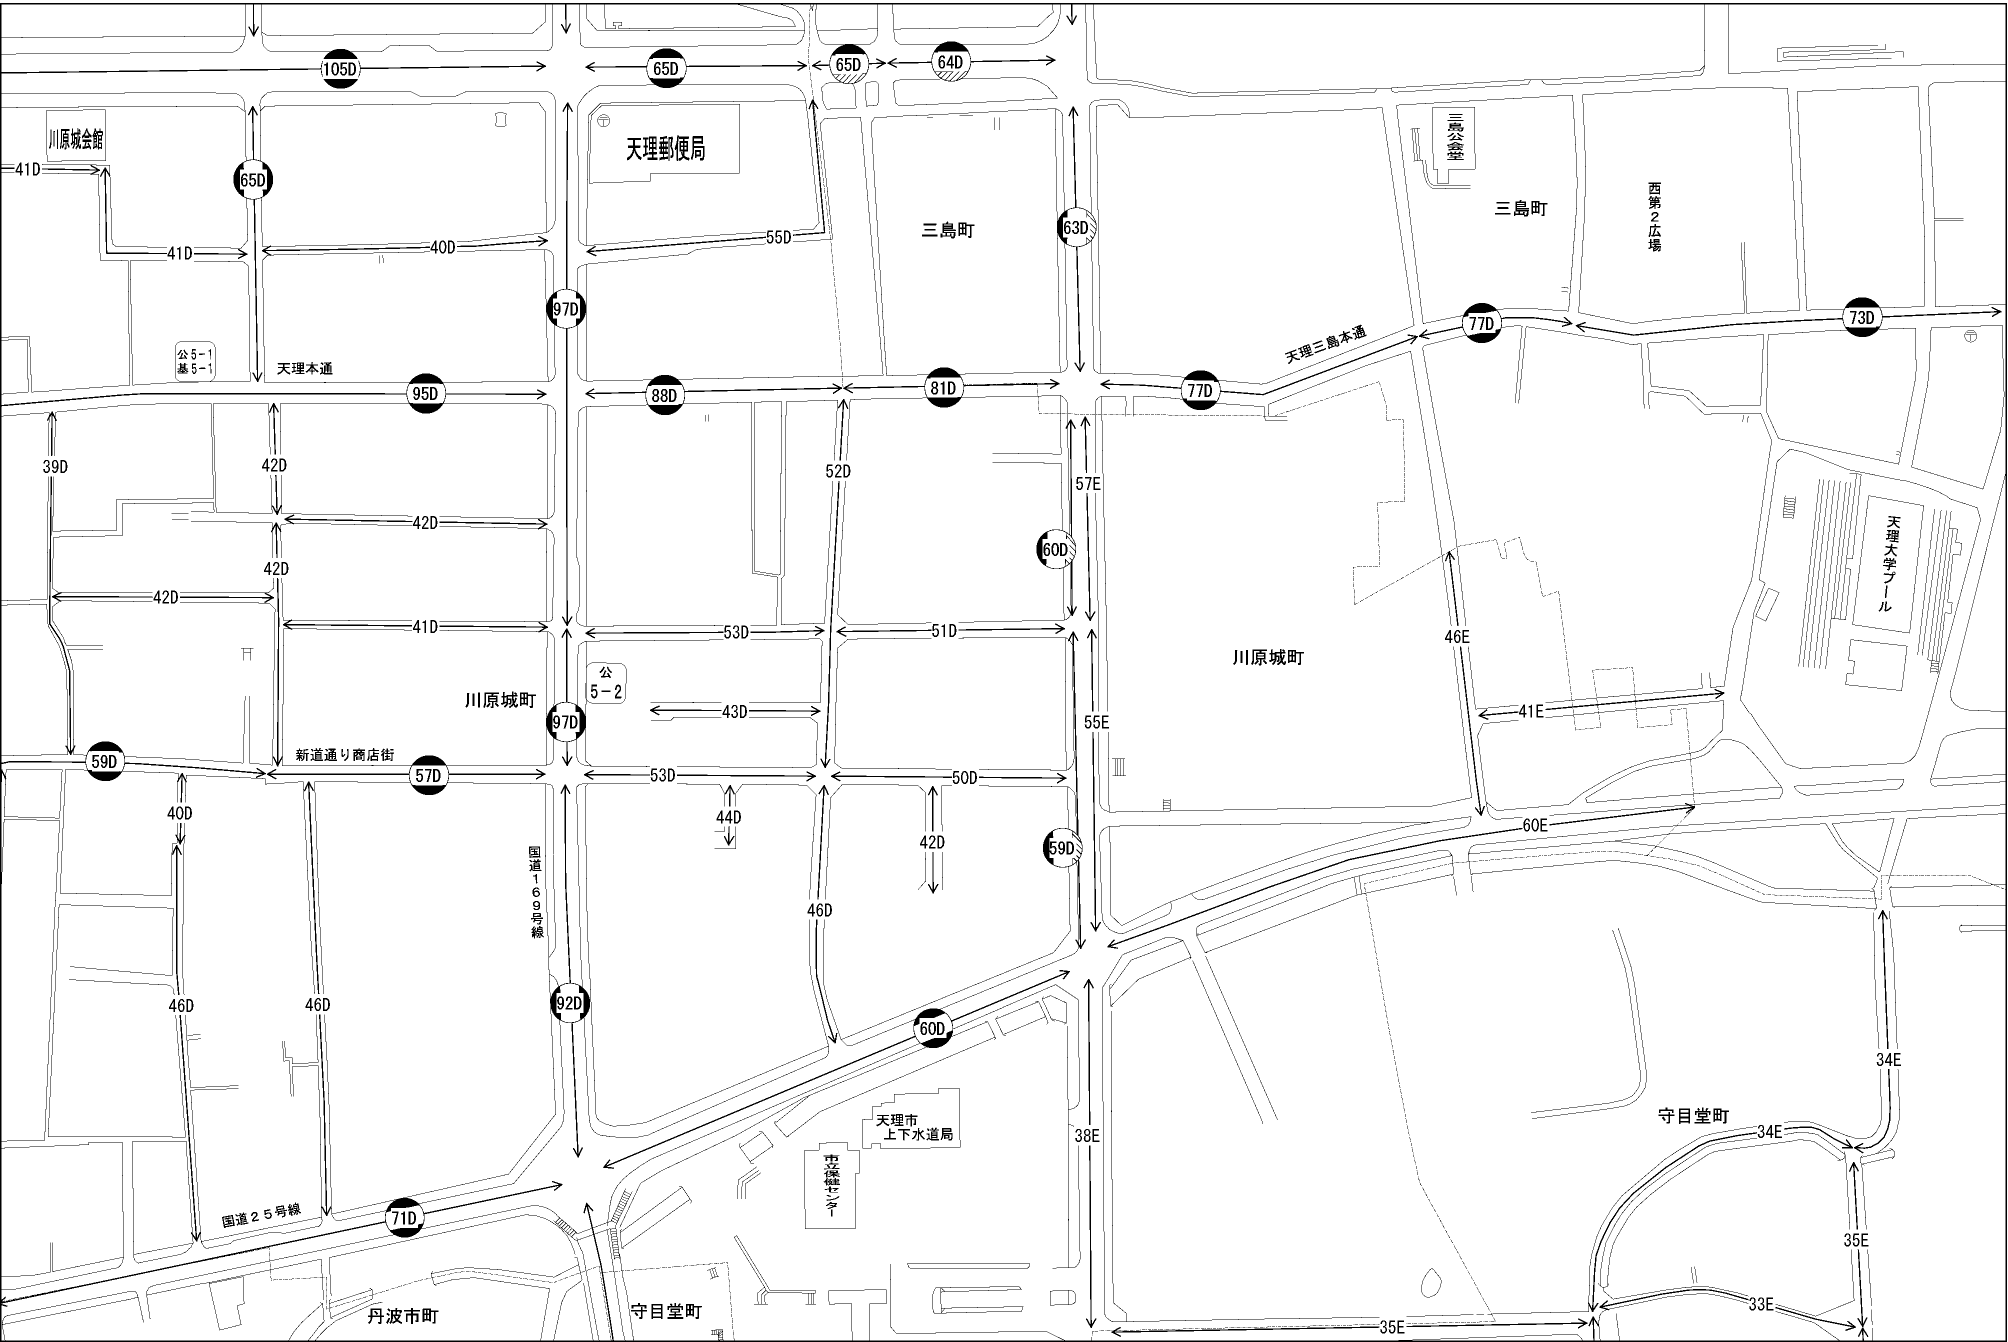 105D
65D
65D
64D
川原城会館
天理郵便局
三島公会堂
41D
65D
西第2広場
三島町
三島町
63D
41D
40D
55D
97D
77D
73D
天理三島本通
公5-1
基5-1
天理本通
95D
88D
81D
77D
39D
42D
52D
57E
42D
60D
天理大学プール
42D
42D
41D
53D
51D
46E
川原城町
公
5-2
川原城町
43D
41E
97D
55E
新道通り商店街
59D
57D
53D
50D
40D
44D
42D
59D
60E
国道169号線
46D
46D
46D
92D
60D
34E
天理市
上下水道局
守目堂町
38E
34E
市立保健センター
国道25号線
71D
35E
丹波市町
守目堂町
33E
35E